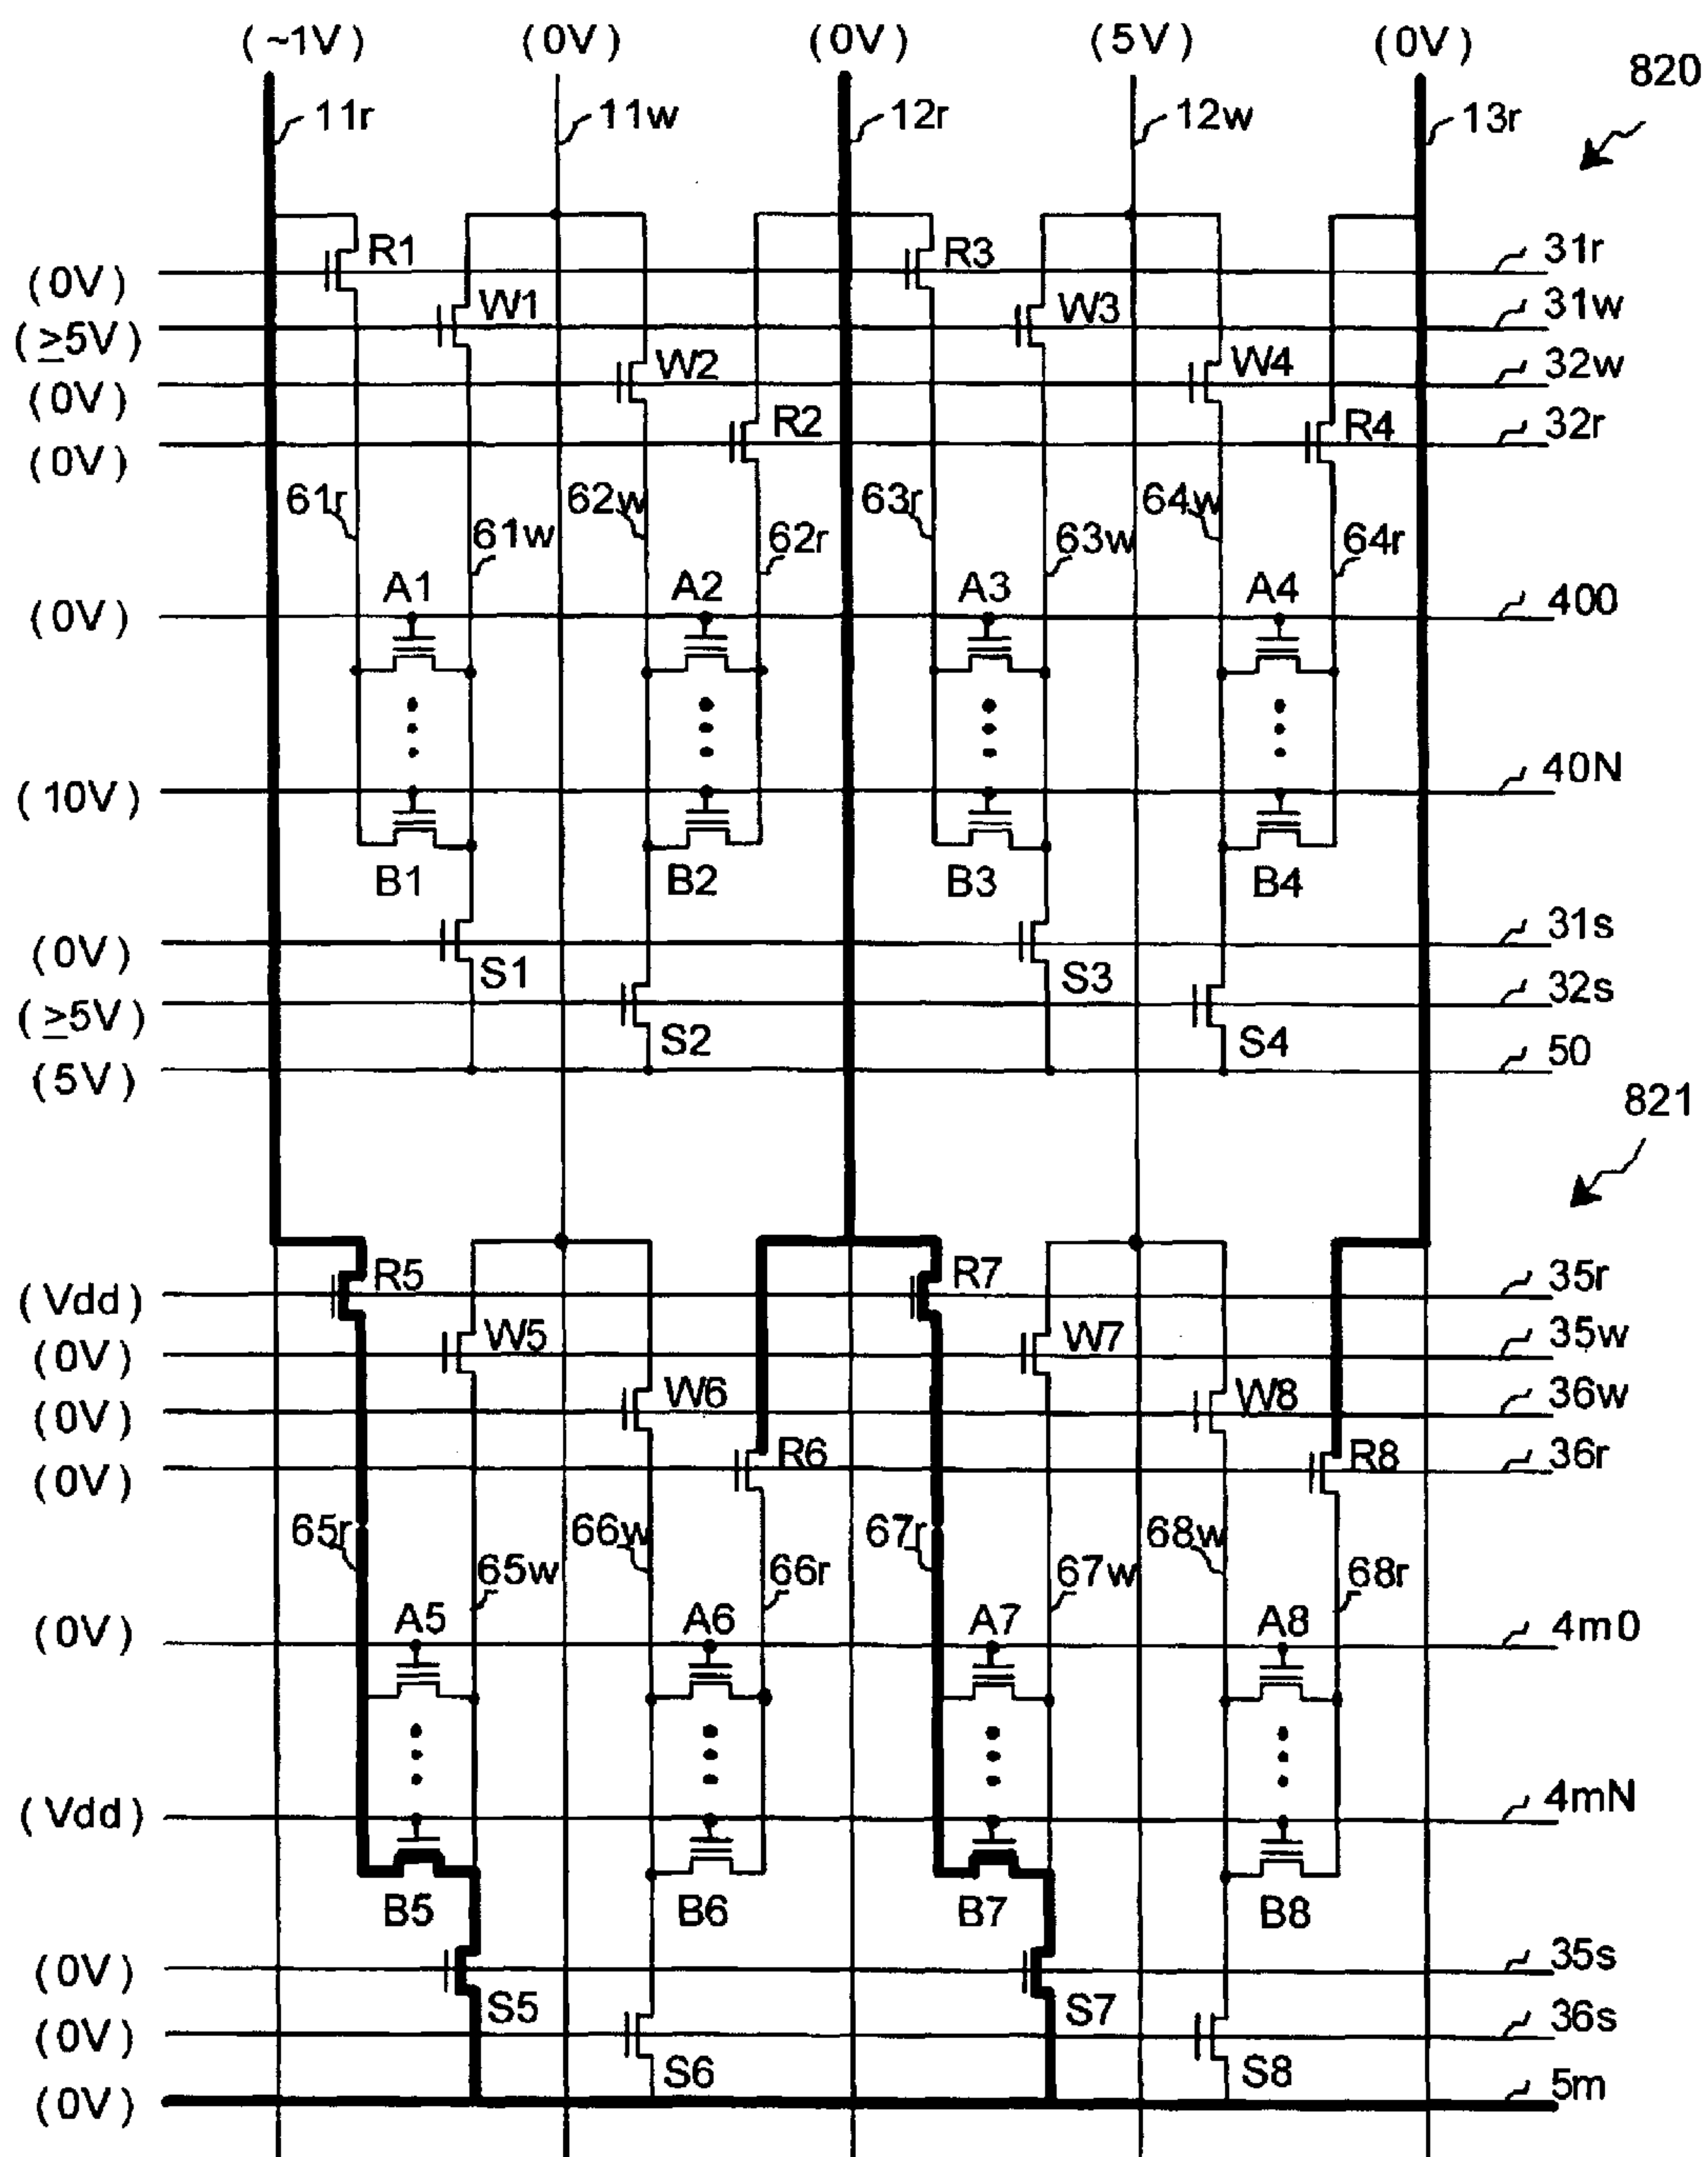 (~1V) (0V) (0V) (5V) (0V)
820
11r 11w 12r 12w 13r
R1 R3 31r
(0V)
W1 W3 31w
(≥5V)
W2 W4 32w
(0V)
R2 R4 32r
(0V)
61r 62w 63r 64w
61w 62r 63w 64r
A1 A2 A3 A4 400
(0V)
(10V) 40N
B1 B2 B3 B4
31s
(0V)
S1 S3
32s
(≥5V)
S2 S4 50
(5V)
821
R5 R7 35r
(Vdd)
W5 W7 35w
(0V)
W6 W8 36w
(0V)
R6 R8 36r
(0V)
65r 66w 67r 68w
65w 66r 67w 68r
A5 A6 A7 A8 4m0
(0V)
(Vdd) 4mN
B5 B6 B7 B8
(0V) 35s
S5 S7 36s
(0V)
S6 S8 5m
(0V)